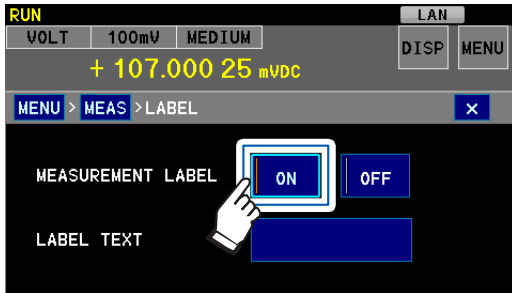 RUN LAN
VOLT 100mV MEDIUM DISP MENU
+ 107.000 25 mVDC
MENU > MEAS >LABEL ×
MEASUREMENT LABEL ON OFF
LABEL TEXT